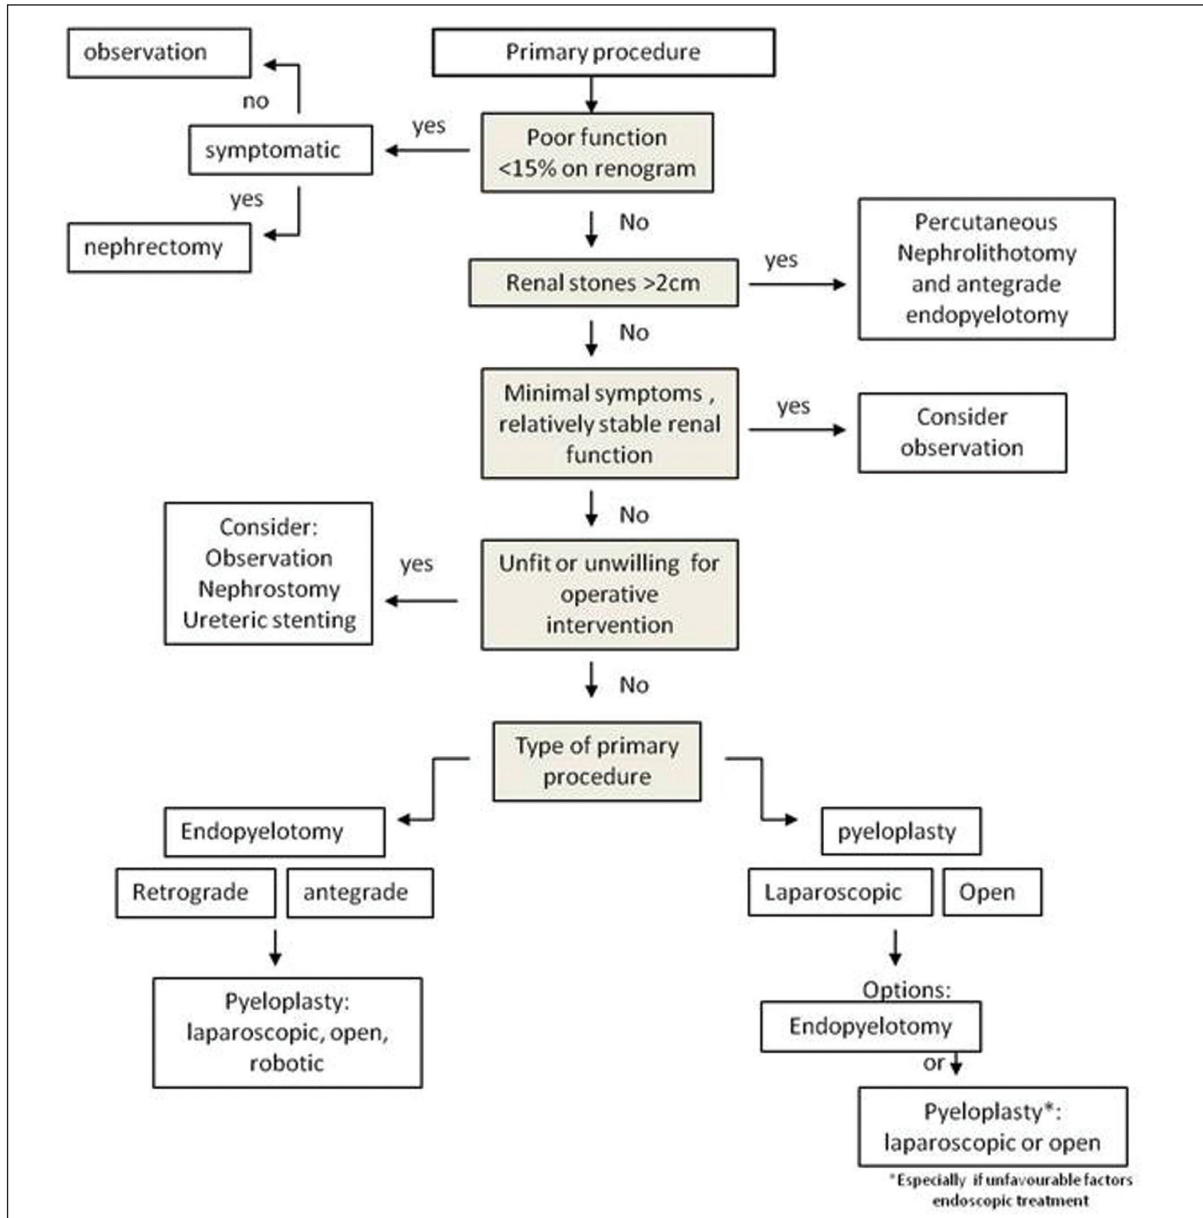 Primary procedure
observation
no
symptomatic
yes
Poor function
<15% on renogram
yes
nephrectomy
No
Renal stones >2cm
yes
Percutaneous
Nephrolithotomy
and antegrade
endopyelotomy
No
Minimal symptoms ,
relatively stable renal
function
yes
Consider
observation
No
Consider:
Observation
Nephrostomy
Ureteric stenting
yes
Unfit or unwilling for
operative
intervention
No
Type of primary
procedure
Endopyelotomy
Retrograde
antegrade
Pyeloplasty:
laparoscopic, open,
robotic
pyeloplasty
Laparoscopic
Open
Options:
Endopyelotomy
or
Pyeloplasty*:
laparoscopic or open
*Especially if unfavourable factors
endoscopic treatment